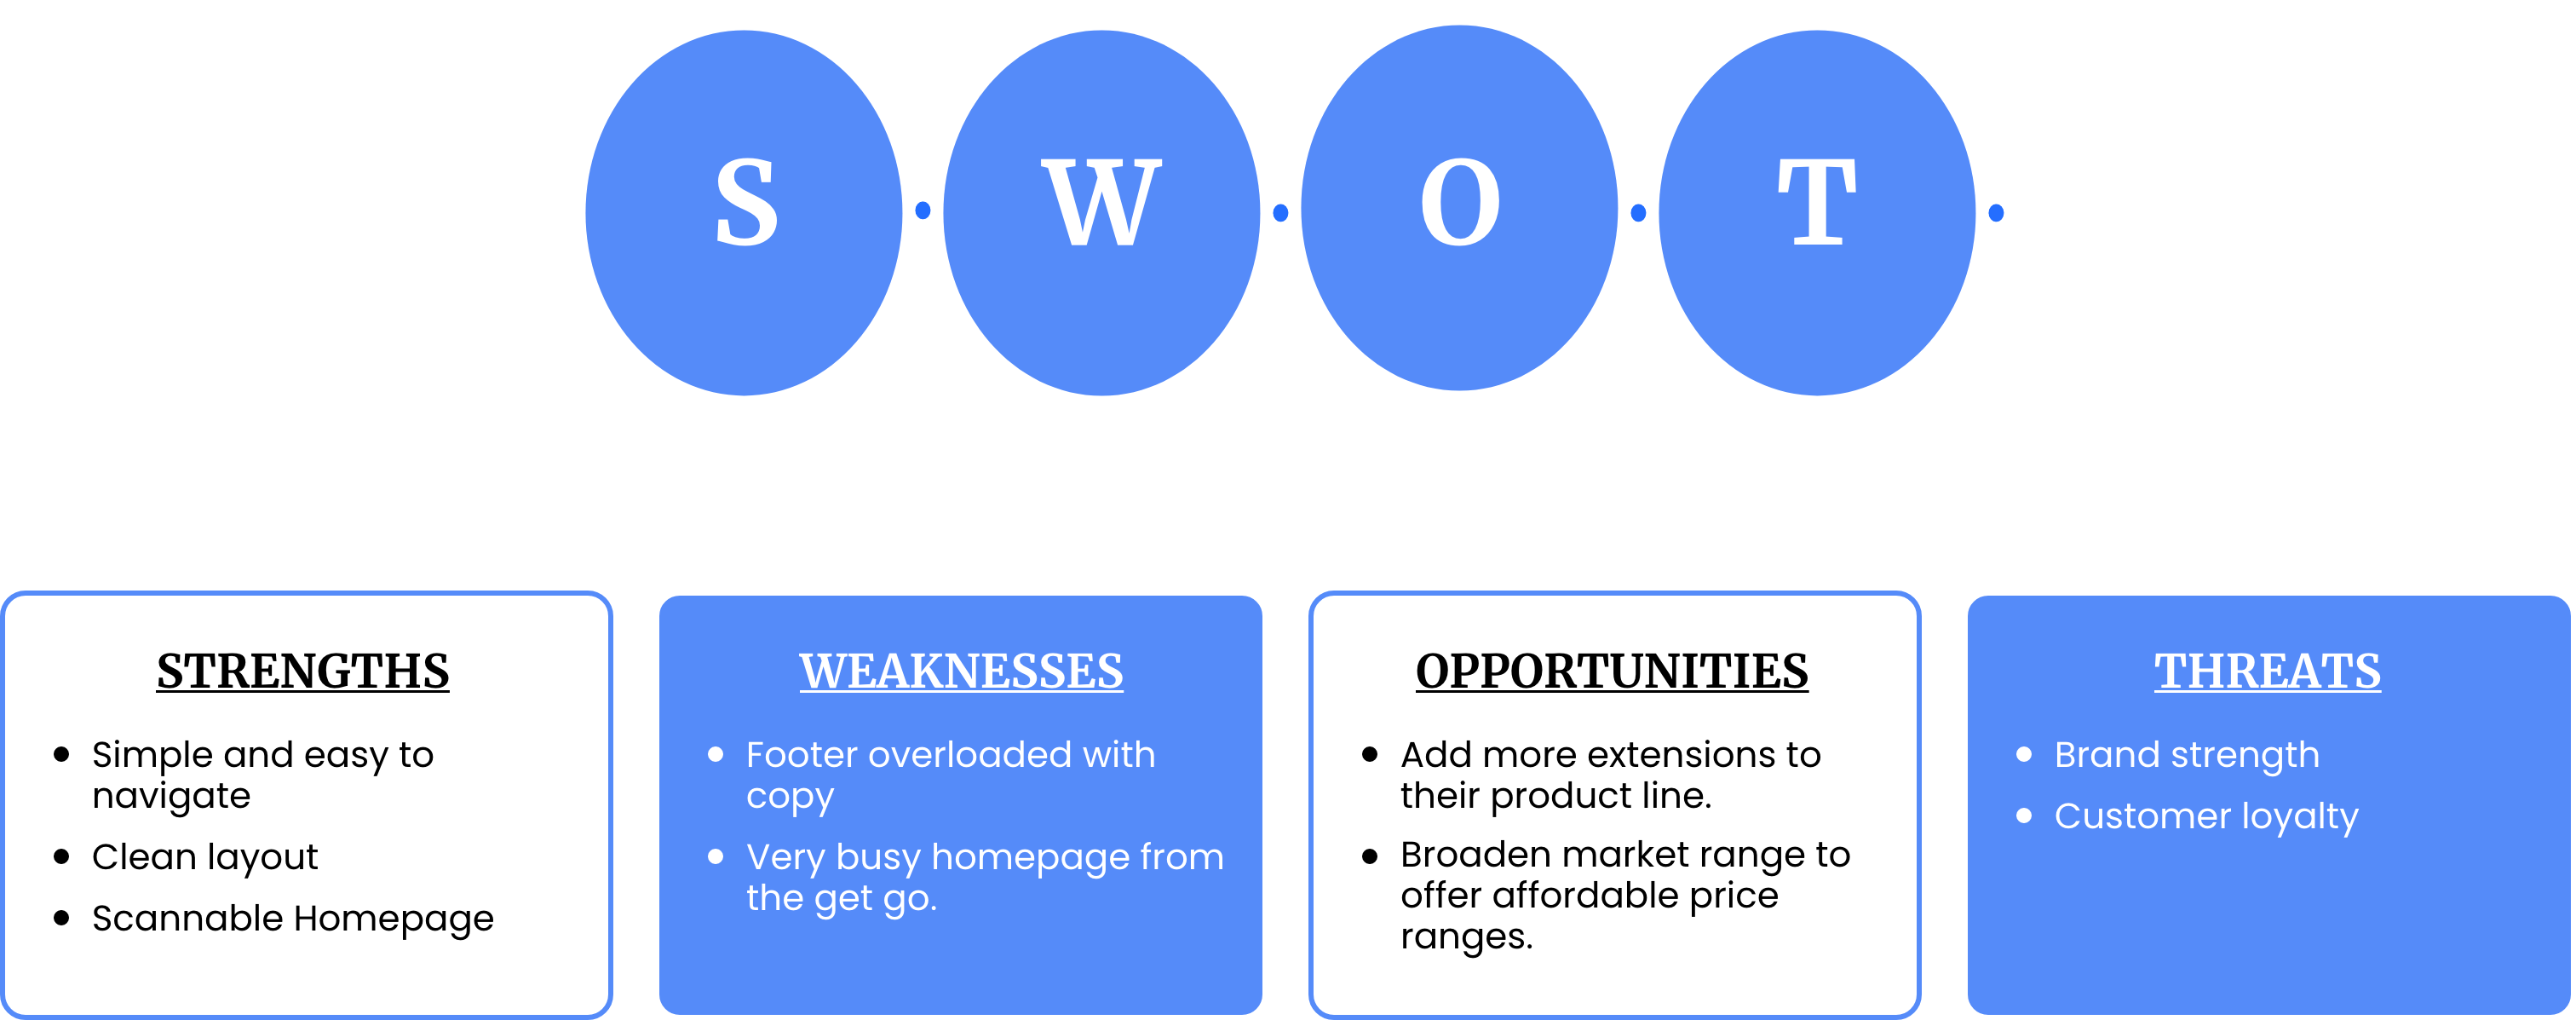 S W O T
STRENGTHS
• Simple and easy to
navigate
• Clean layout
• Scannable Homepage
WEAKNESSES
• Footer overloaded with
copy
• Very busy homepage from
the get go.
OPPORTUNITIES
• Add more extensions to
their product line.
• Broaden market range to
offer affordable price
ranges.
THREATS
• Brand strength
• Customer loyalty